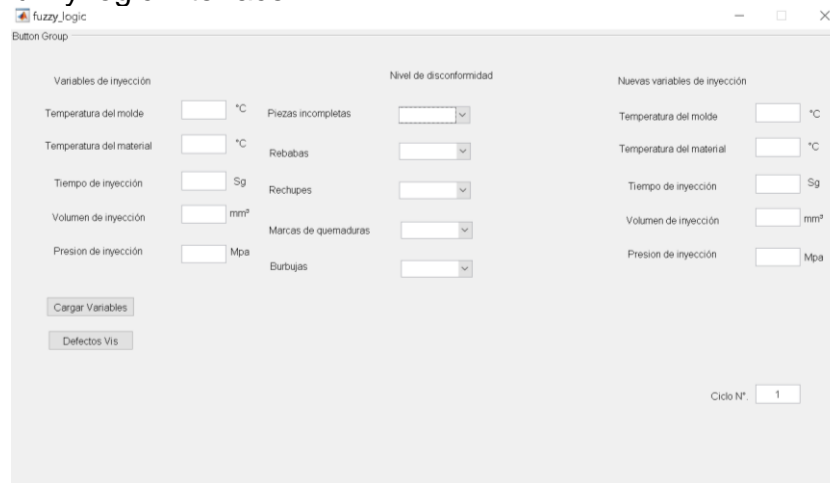 fuzzy_logic
Button Group
Variables de inyección
Temperatura del molde °C
Temperatura del material °C
Tiempo de inyección Sg
Volumen de inyección mm³
Presion de inyección Mpa
Cargar Variables
Defectos Vis
Nivel de disconformidad
Piezas incompletas
Rebabas
Rechupes
Marcas de quemaduras
Burbujas
Nuevas variables de inyección
Temperatura del molde °C
Temperatura del material °C
Tiempo de inyección Sg
Volumen de inyección mm³
Presion de inyección Mpa
Ciclo N°. 1